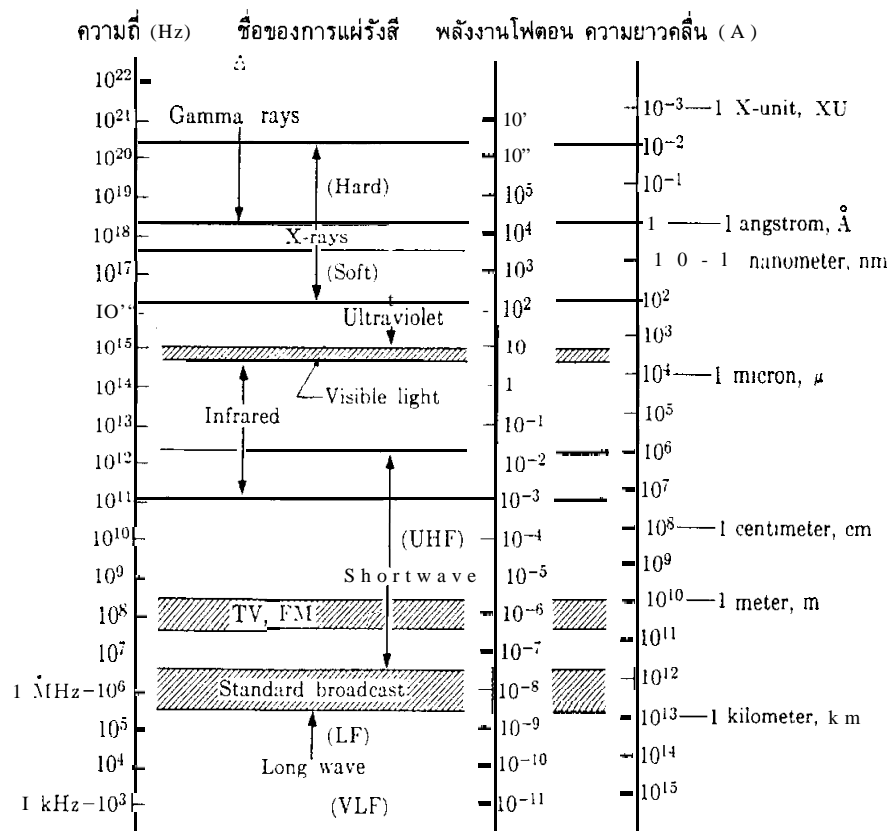 ความถี่ (Hz) ชื่อของการแผ่รังสี พลังงานโฟตอน ความยาวคลื่น (A)
10²²
10²¹ Gamma rays 10' 10⁻³—1 X-unit, XU
10²⁰ 10" 10⁻²
(Hard)
10¹⁹ 10⁵ 10⁻¹
10¹⁸ X-rays 10⁴ 1 — 1 angstrom, Å
10¹⁷ (Soft) 10³ 1 0 - 1 nanometer, nm
10² 10²
Ultraviolet
10¹⁵ 10 10³
10¹⁴ Visible light 1 10⁴—1 micron, μ
Infrared
10¹³ 10⁻¹ 10⁵
10¹² 10⁻² 10⁶
10¹¹ 10⁻³ 10⁷
10¹⁰ (UHF) 10⁻⁴ 10⁸—1 centimeter, cm
10⁹ Shortwave 10⁻⁵ 10⁹
10⁸ TV, FM 10⁻⁶ 10¹⁰—1 meter, m
10⁷ 10⁻⁷ 10¹¹
1 MHz–10⁶ Standard broadcast 10⁻⁸ 10¹²
10⁵ (LF) 10⁻⁹ 10¹³—1 kilometer, km
10⁴ Long wave 10⁻¹⁰ 10¹⁴
I kHz–10³ (VLF) 10⁻¹¹ 10¹⁵